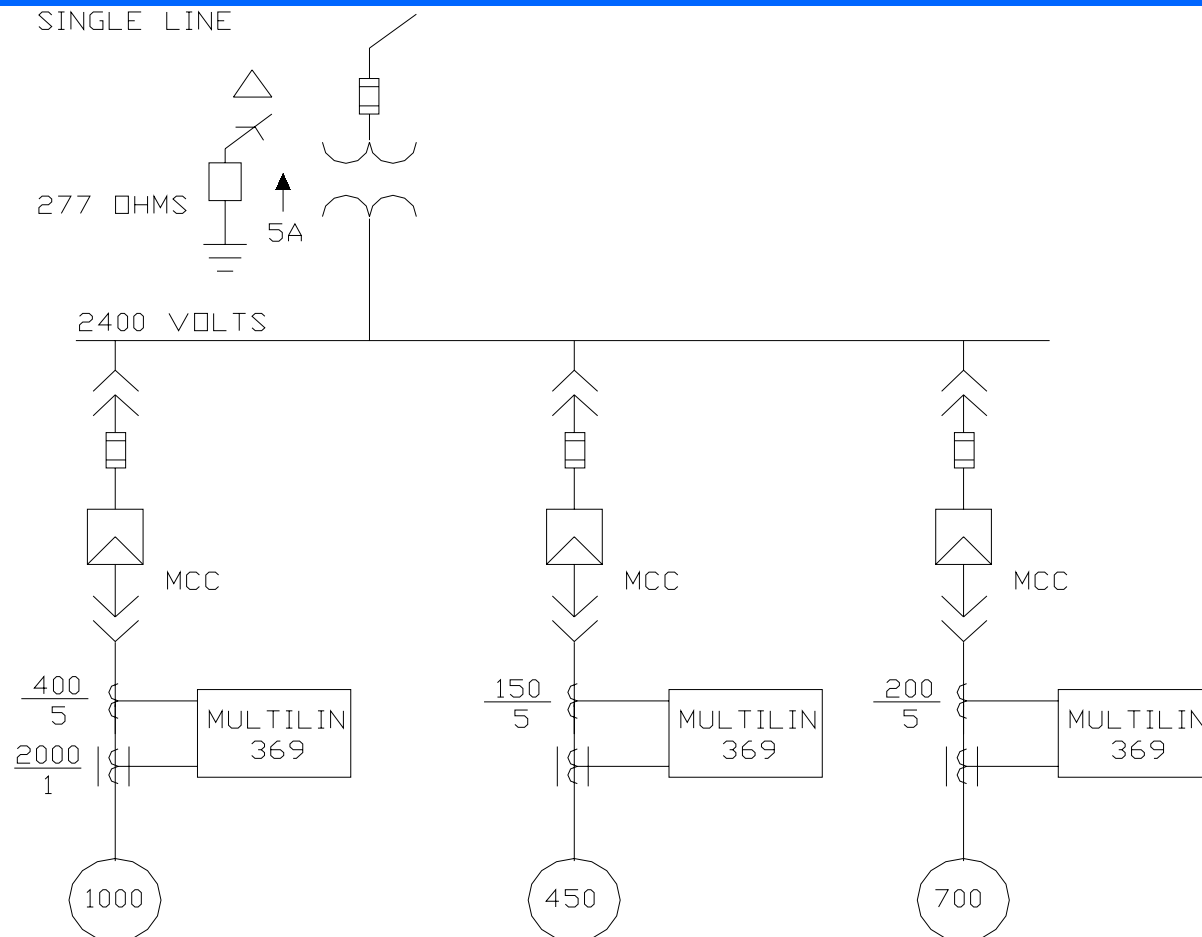 SINGLE LINE
277 OHMS
5A
2400 VOLTS
MCC
MCC
MCC
400
5
MULTILIN
369
2000
1
150
5
MULTILIN
369
200
5
MULTILIN
369
1000
450
700